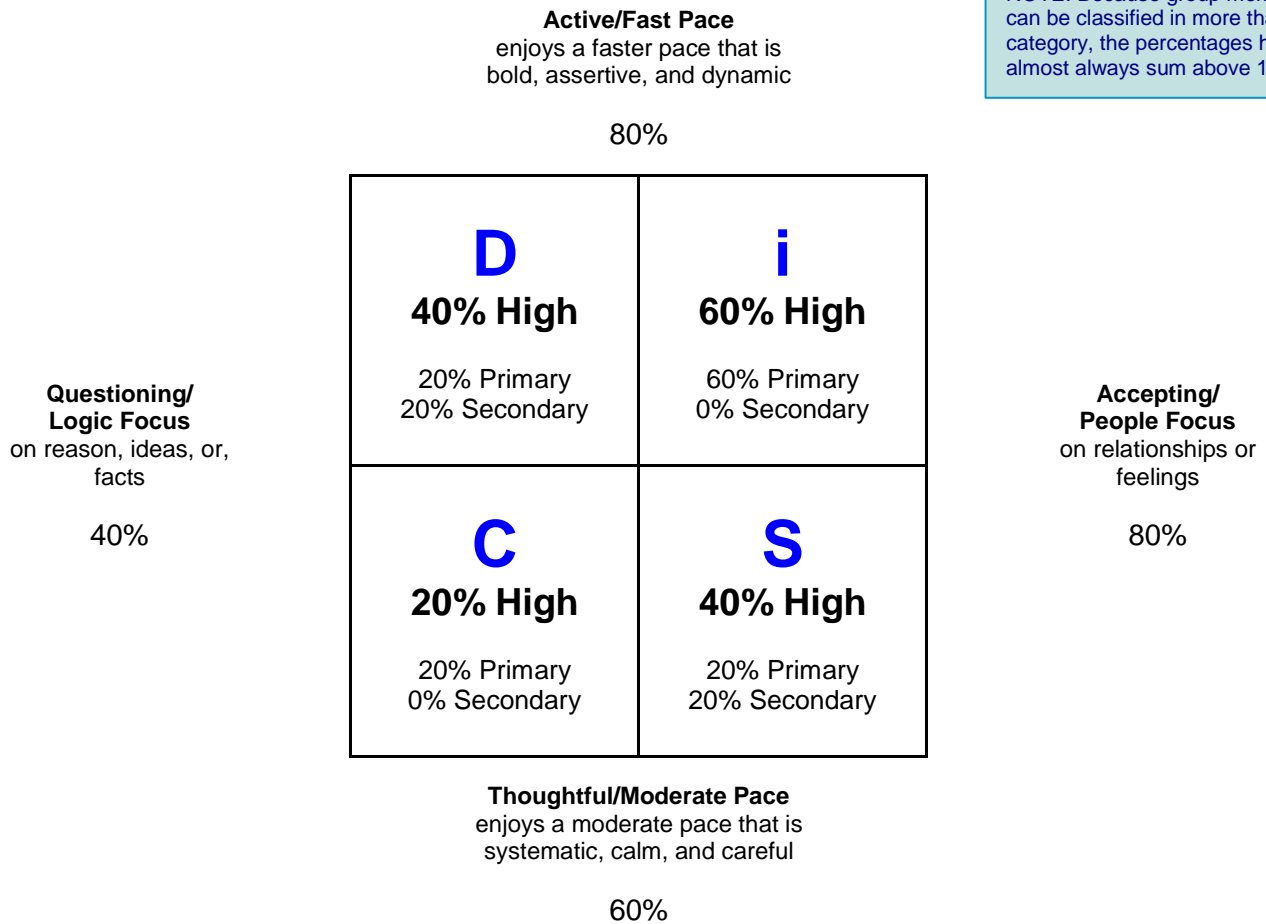 Active/Fast Pace
enjoys a faster pace that is
bold, assertive, and dynamic
80%
can be classified in more
category, the percentages
almost always sum above
D
40% High
20% Primary
20% Secondary
i
60% High
60% Primary
0% Secondary
Questioning/
Logic Focus
on reason, ideas, or,
facts
40%
Accepting/
People Focus
on relationships or
feelings
80%
C
20% High
20% Primary
0% Secondary
S
40% High
20% Primary
20% Secondary
Thoughtful/Moderate Pace
enjoys a moderate pace that is
systematic, calm, and careful
60%